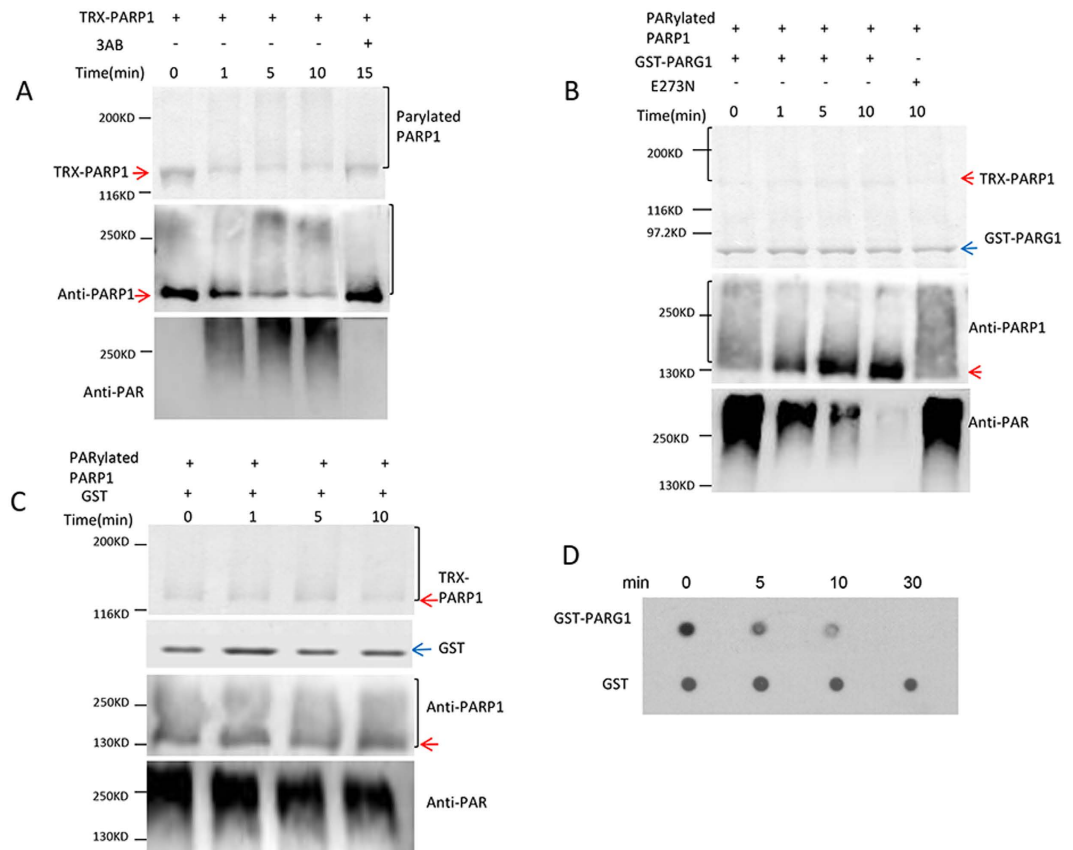 A
TRX-PARP1 + + + + +
3AB - - - - +
Time(min) 0 1 5 10 15
200KD
Parylated
PARP1
TRX-PARP1
116KD
250KD
Anti-PARP1
250KD
Anti-PAR
B
PARylated
PARP1 + + + + +
GST-PARG1 + + + + -
E273N - - - - +
Time(min) 0 1 5 10 10
200KD
TRX-PARP1
116KD
97.2KD
GST-PARG1
250KD
Anti-PARP1
130KD
Anti-PAR
250KD
130KD
C
PARylated
PARP1 + + + +
GST + + + +
Time(min) 0 1 5 10
200KD
TRX-
PARP1
116KD
GST
250KD
Anti-PARP1
130KD
250KD
Anti-PAR
130KD
D
min 0 5 10 30
GST-PARG1
GST